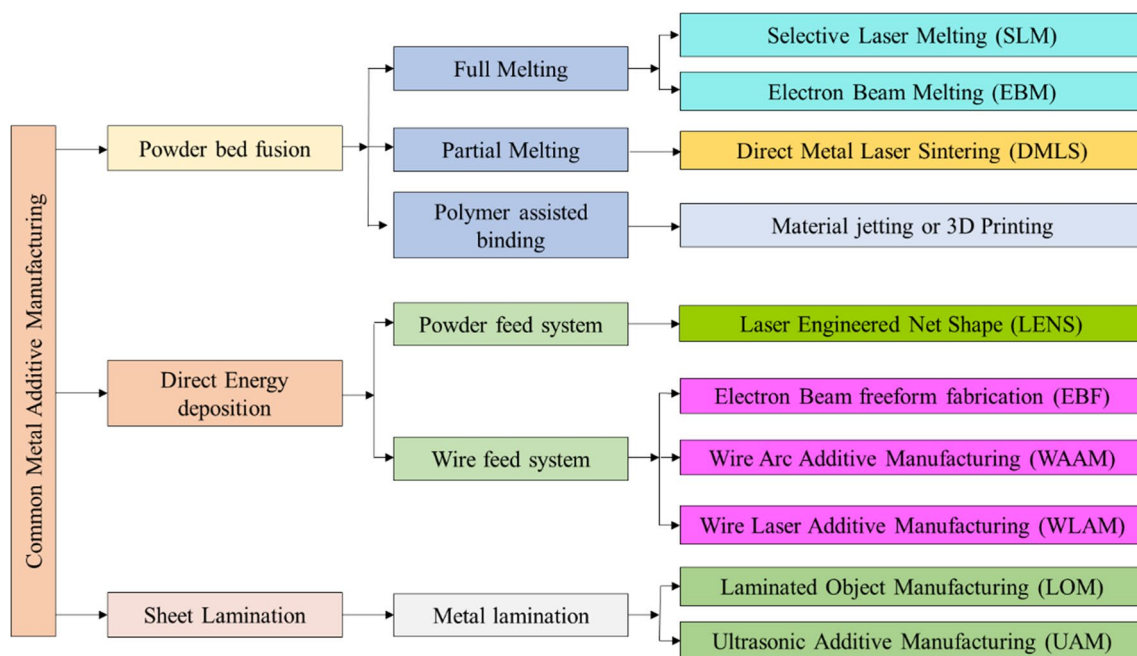 Common Metal Additive Manufacturing
Powder bed fusion
Full Melting
Selective Laser Melting (SLM)
Electron Beam Melting (EBM)
Partial Melting
Direct Metal Laser Sintering (DMLS)
Polymer assisted
binding
Material jetting or 3D Printing
Direct Energy
deposition
Powder feed system
Laser Engineered Net Shape (LENS)
Wire feed system
Electron Beam freeform fabrication (EBF)
Wire Arc Additive Manufacturing (WAAM)
Wire Laser Additive Manufacturing (WLAM)
Sheet Lamination
Metal lamination
Laminated Object Manufacturing (LOM)
Ultrasonic Additive Manufacturing (UAM)